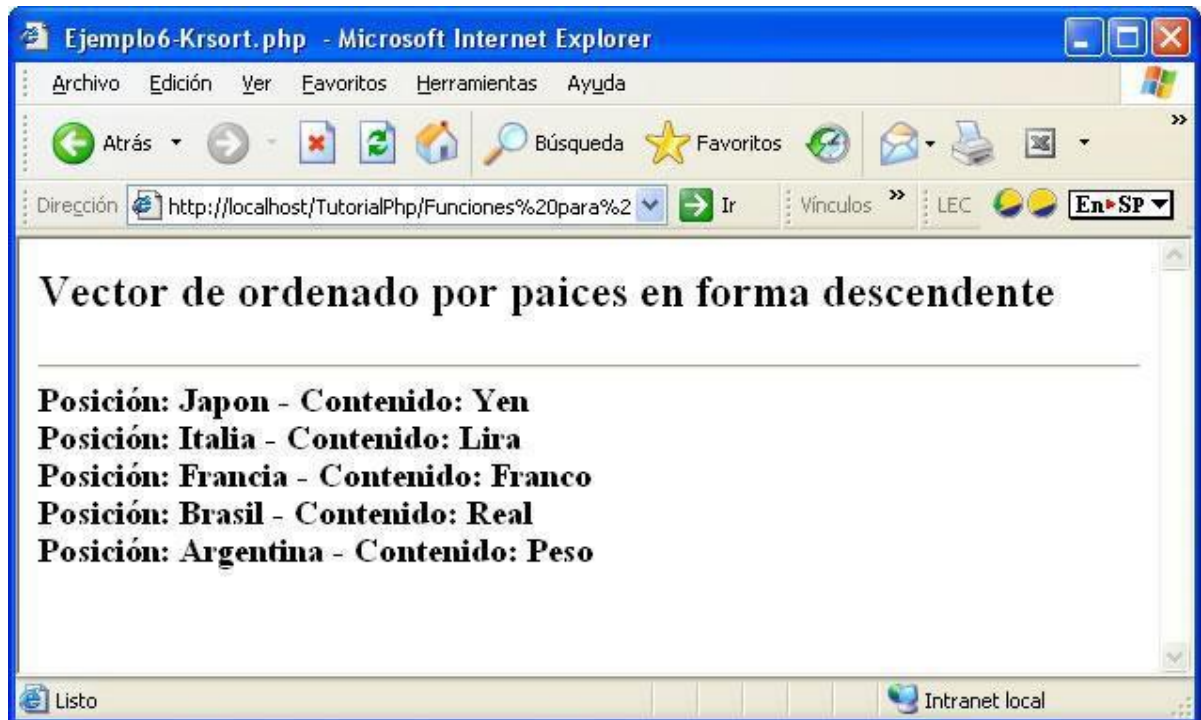 Ejemplo6-Krsort.php - Microsoft Internet Explorer
Archivo Edición Ver Favoritos Herramientas Ayuda
Atrás Búsqueda Favoritos »
Dirección http://localhost/TutorialPhp/Funciones%20para%2 Ir Vínculos » LEC En▸SP
Vector de ordenado por paices en forma descendente
Posición: Japon - Contenido: Yen
Posición: Italia - Contenido: Lira
Posición: Francia - Contenido: Franco
Posición: Brasil - Contenido: Real
Posición: Argentina - Contenido: Peso
Listo Intranet local